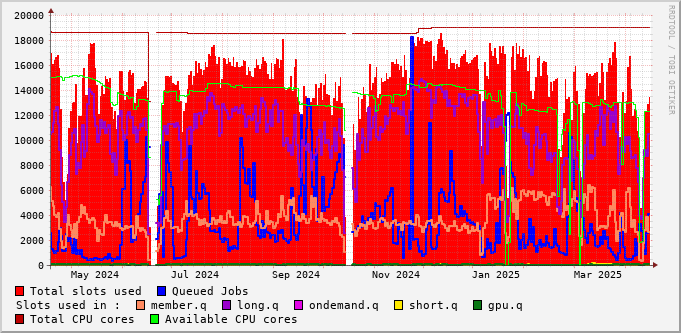 20000
18000
16000
14000
12000
10000
8000
6000
4000
2000
0
May 2024 Jul 2024 Sep 2024 Nov 2024 Jan 2025 Mar 2025
Total slots used Queued Jobs
Slots used in : member.q long.q ondemand.q short.q gpu.q
Total CPU cores Available CPU cores
RRDTOOL / TOBI OETIKER